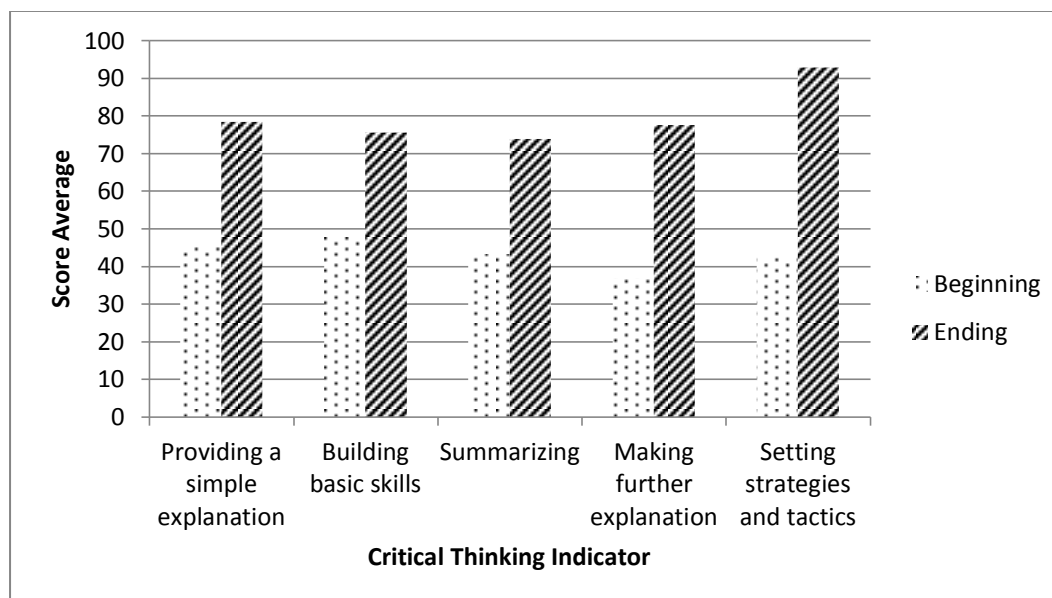 100
90
80
70
60
50
40
30
20
10
0
Score Average
Providing a
simple
explanation
Building
basic skills
Summarizing
Making
further
explanation
Setting
strategies
and tactics
Critical Thinking Indicator
Beginning
Ending